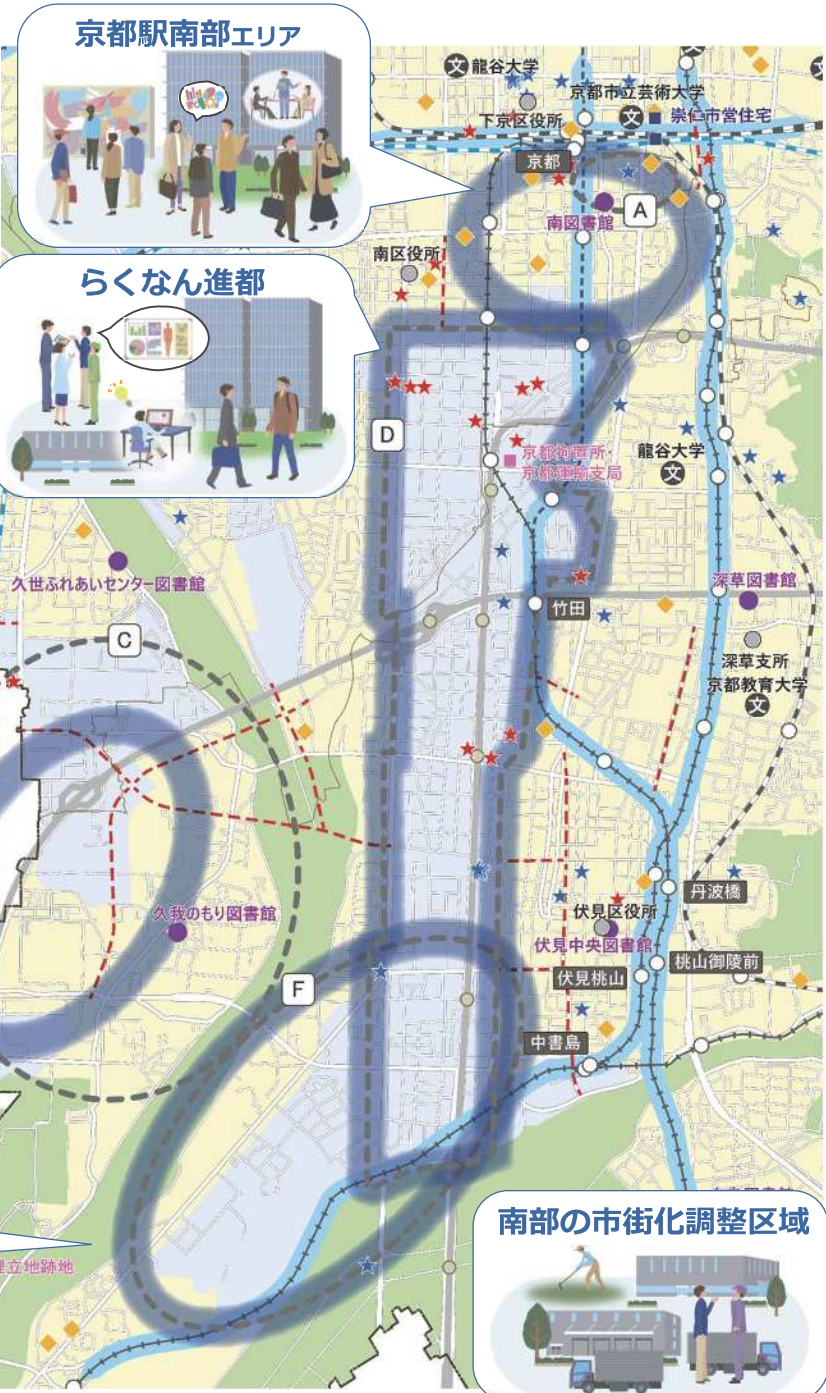 京都駅南部エリア
文
龍谷大学
京都市立芸術大学
下京区役所
文
崇仁市営住宅
京都
南図書館
A
南区役所
らくなん進都
D
京都拘置所・
京都運輸支局
龍谷大学
文
久世ふれあいセンター図書館
竹田
深草図書館
C
深草支所
京都教育大学
文
丹波橋
久我のもり図書館
伏見区役所
伏見中央図書館
桃山御陵前
伏見桃山
F
中書島
南部の市街化調整区域
立地跡地